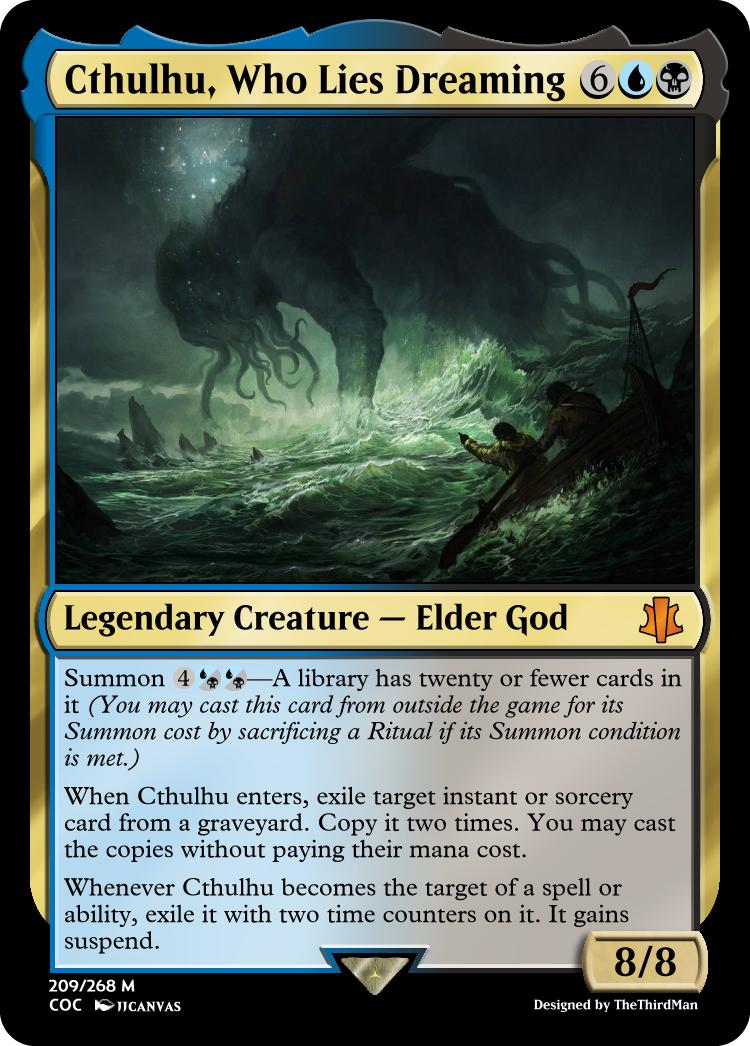 Cthulhu, Who Lies Dreaming 6
Legendary Creature — Elder God
Summon 4 —A library has twenty or fewer cards in
it (You may cast this card from outside the game for its
Summon cost by sacrificing a Ritual if its Summon condition
is met.)
When Cthulhu enters, exile target instant or sorcery
card from a graveyard. Copy it two times. You may cast
the copies without paying their mana cost.
Whenever Cthulhu becomes the target of a spell or
ability, exile it with two time counters on it. It gains
suspend.
8/8
209/268 M
COC JJCANVAS
Designed by TheThirdMan